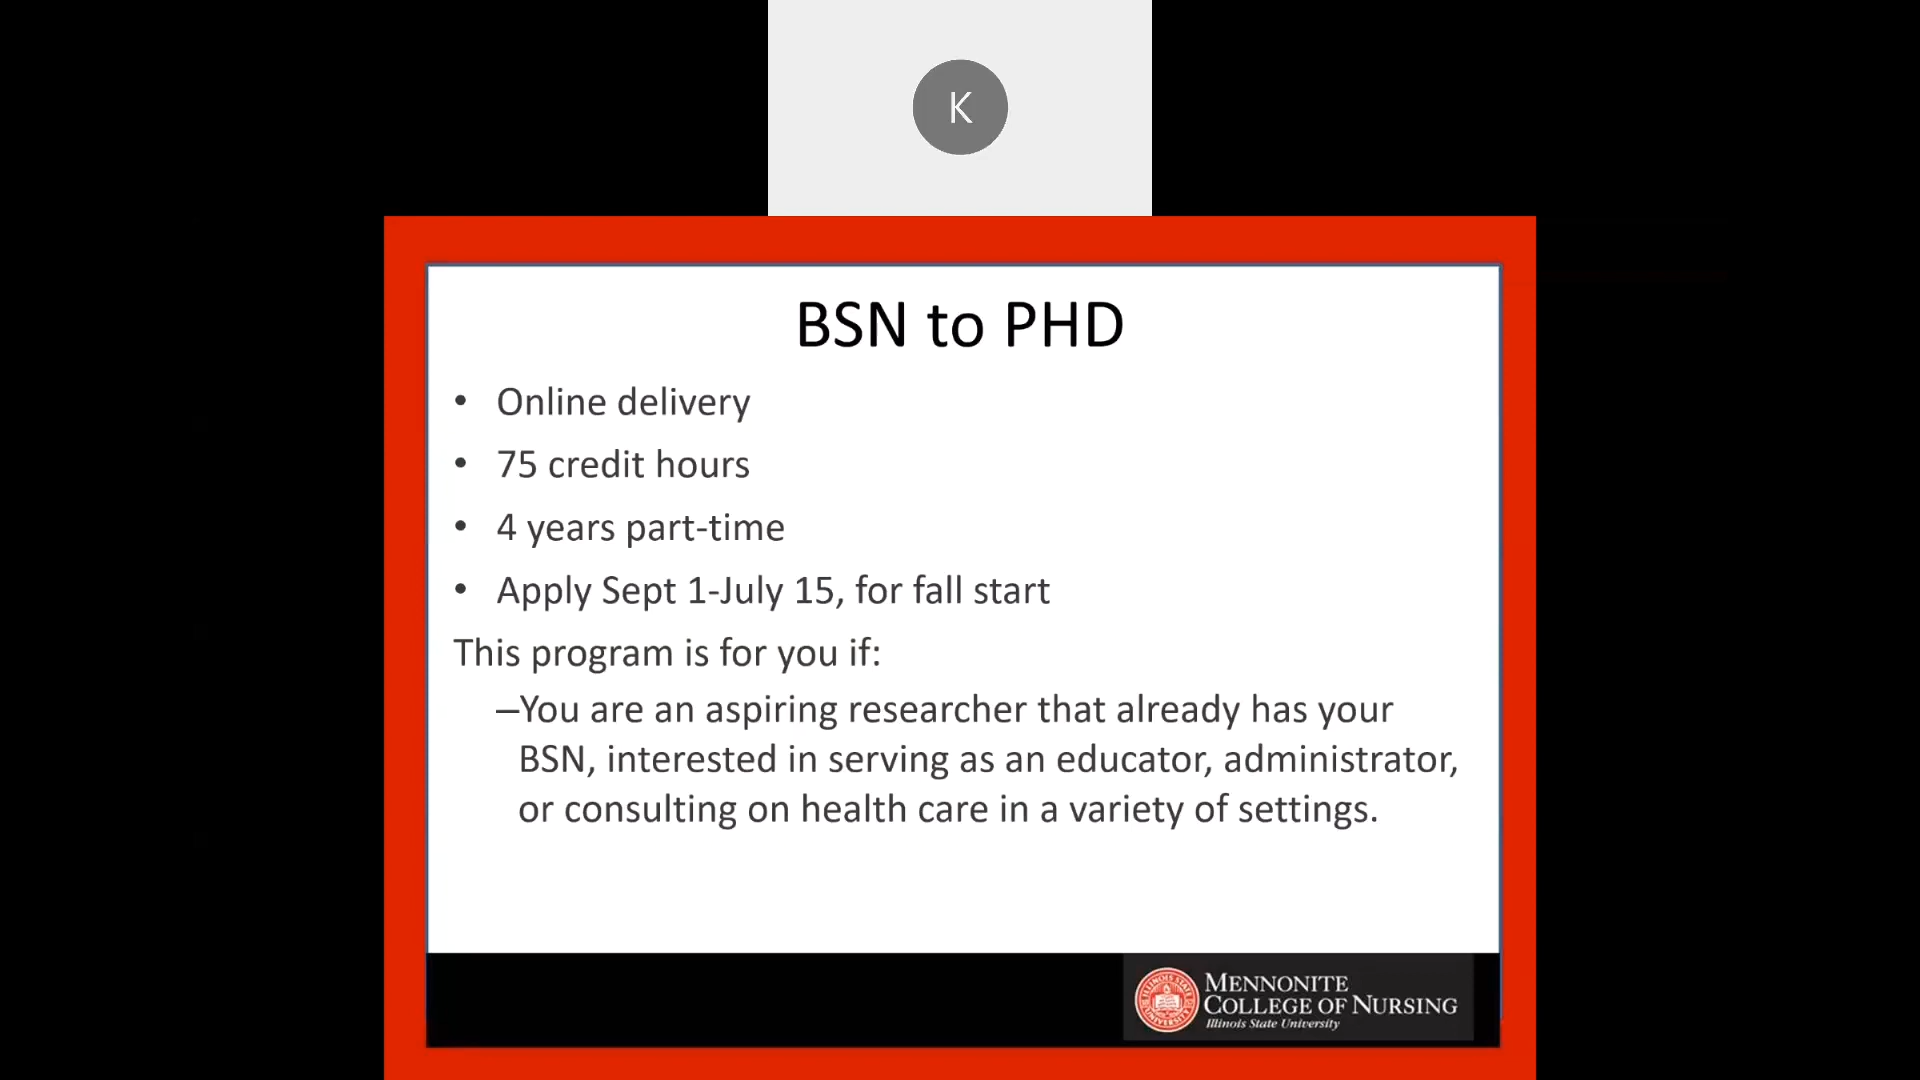 K
BSN to PHD
• Online delivery
• 75 credit hours
• 4 years part-time
• Apply Sept 1-July 15, for fall start
This program is for you if:
–You are an aspiring researcher that already has your
BSN, interested in serving as an educator, administrator,
or consulting on health care in a variety of settings.
ILLINOIS STATE UNIVERSITY
MENNONITE
COLLEGE OF NURSING
Illinois State University